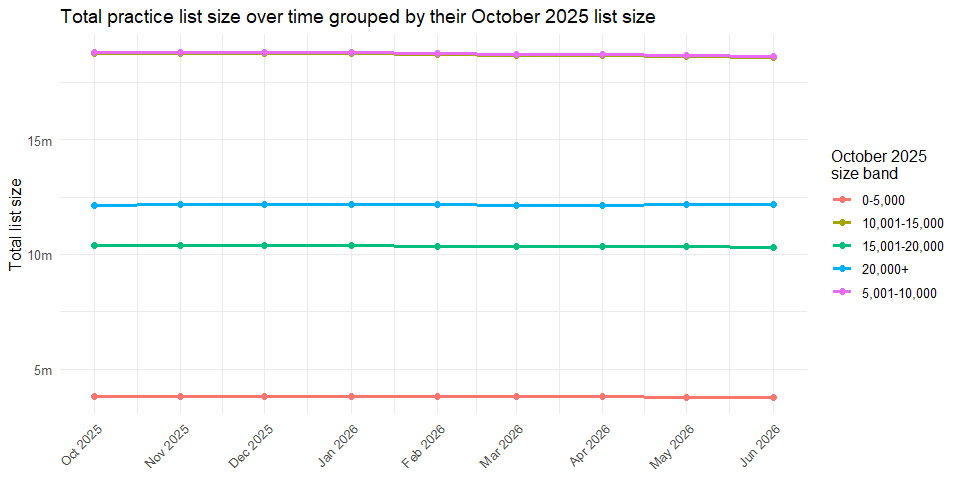 Total practice list size over time grouped by their October 2025 list size
Total list size
15m
10m
5m
Oct 2025
Nov 2025
Dec 2025
Jan 2026
Feb 2026
Mar 2026
Apr 2026
May 2026
Jun 2026
October 2025
size band
0-5,000
10,001-15,000
15,001-20,000
20,000+
5,001-10,000